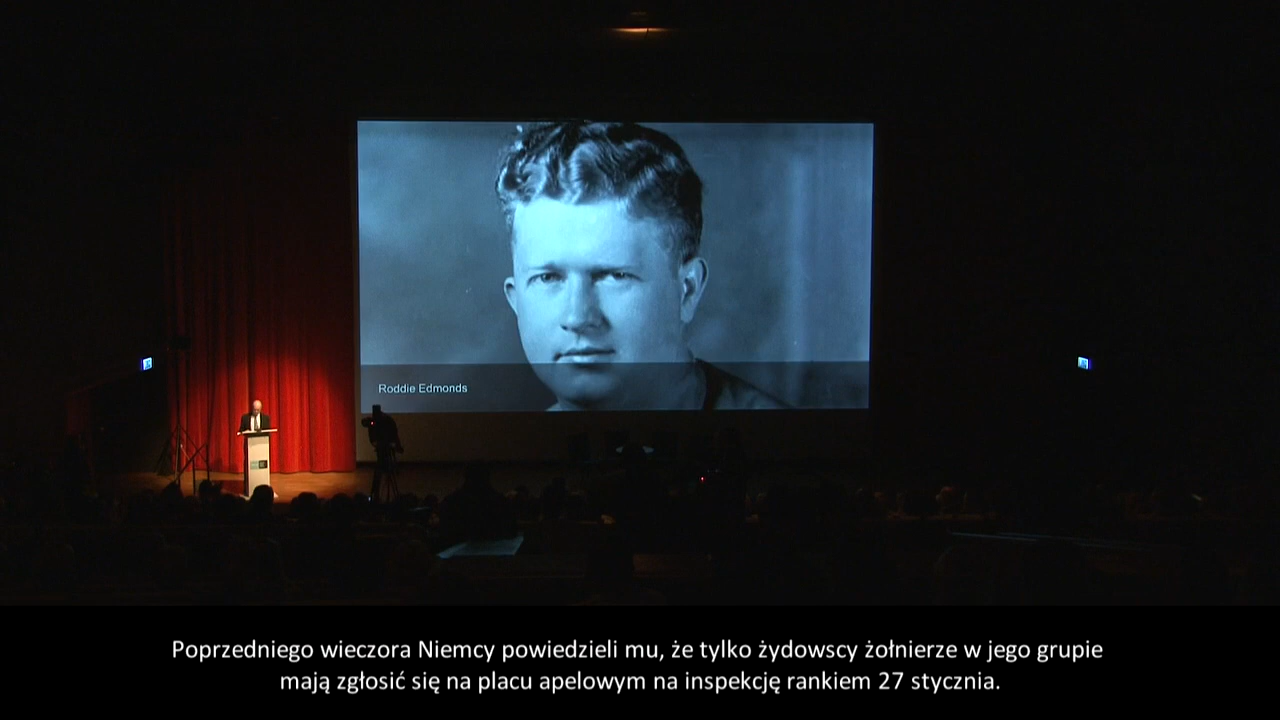 Roddie Edmonds
Poprzedniego wieczora Niemcy powiedzieli mu, że tylko żydowscy żołnierze w jego grupie
mają zgłosić się na placu apelowym na inspekcję rankiem 27 stycznia.